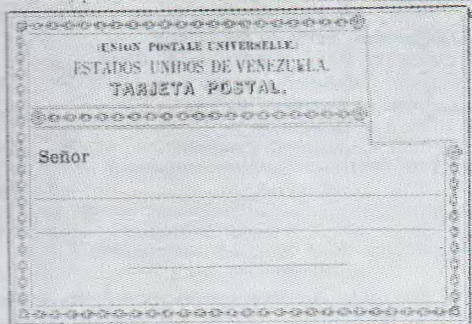 (UNION POSTALE UNIVERSELLE.)
ESTADOS UNIDOS DE VENEZUELA.
TARJETA POSTAL.
Señor